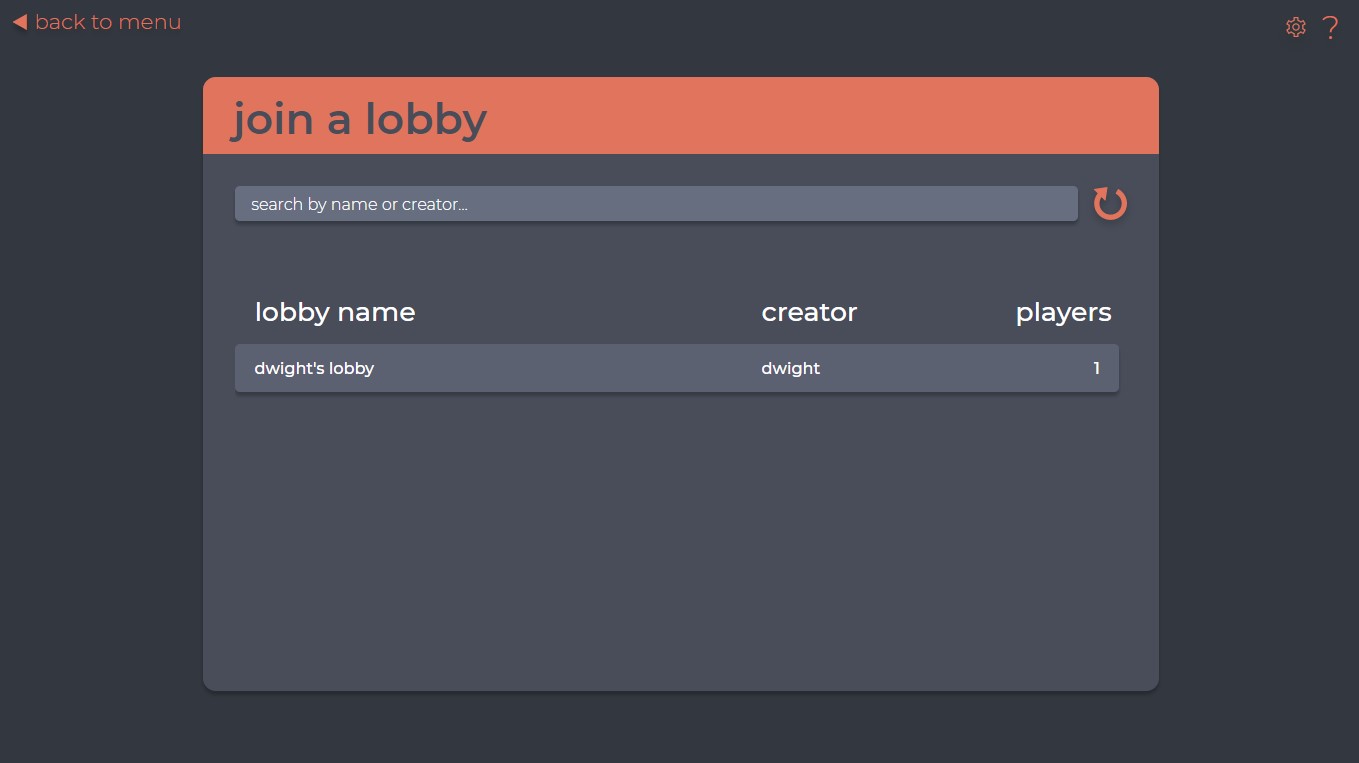 back to menu
?
join a lobby
search by name or creator...
lobby name creator players
dwight's lobby dwight 1